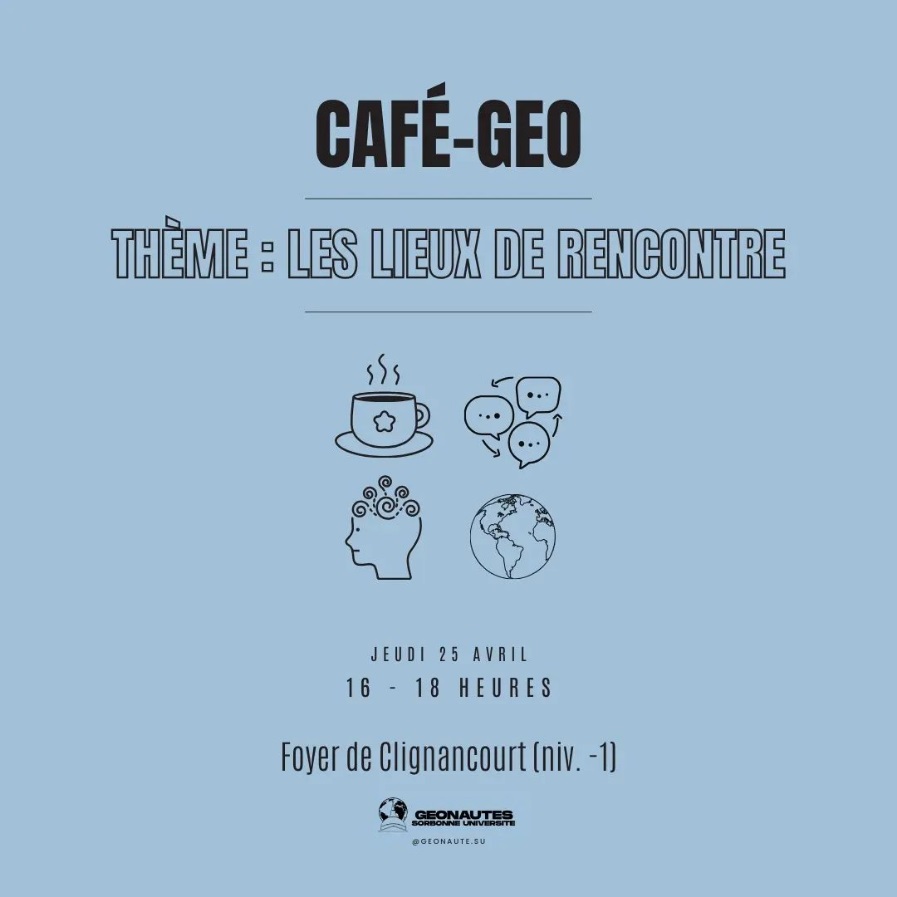 CAFÉ-GEO
THÈME : LES LIEUX DE RENCONTRE
JEUDI 25 AVRIL
16 - 18 HEURES
Foyer de Clignancourt (niv. -1)
GEONAUTES
SORBONNE UNIVERSITE
@GEONAUTE.SU